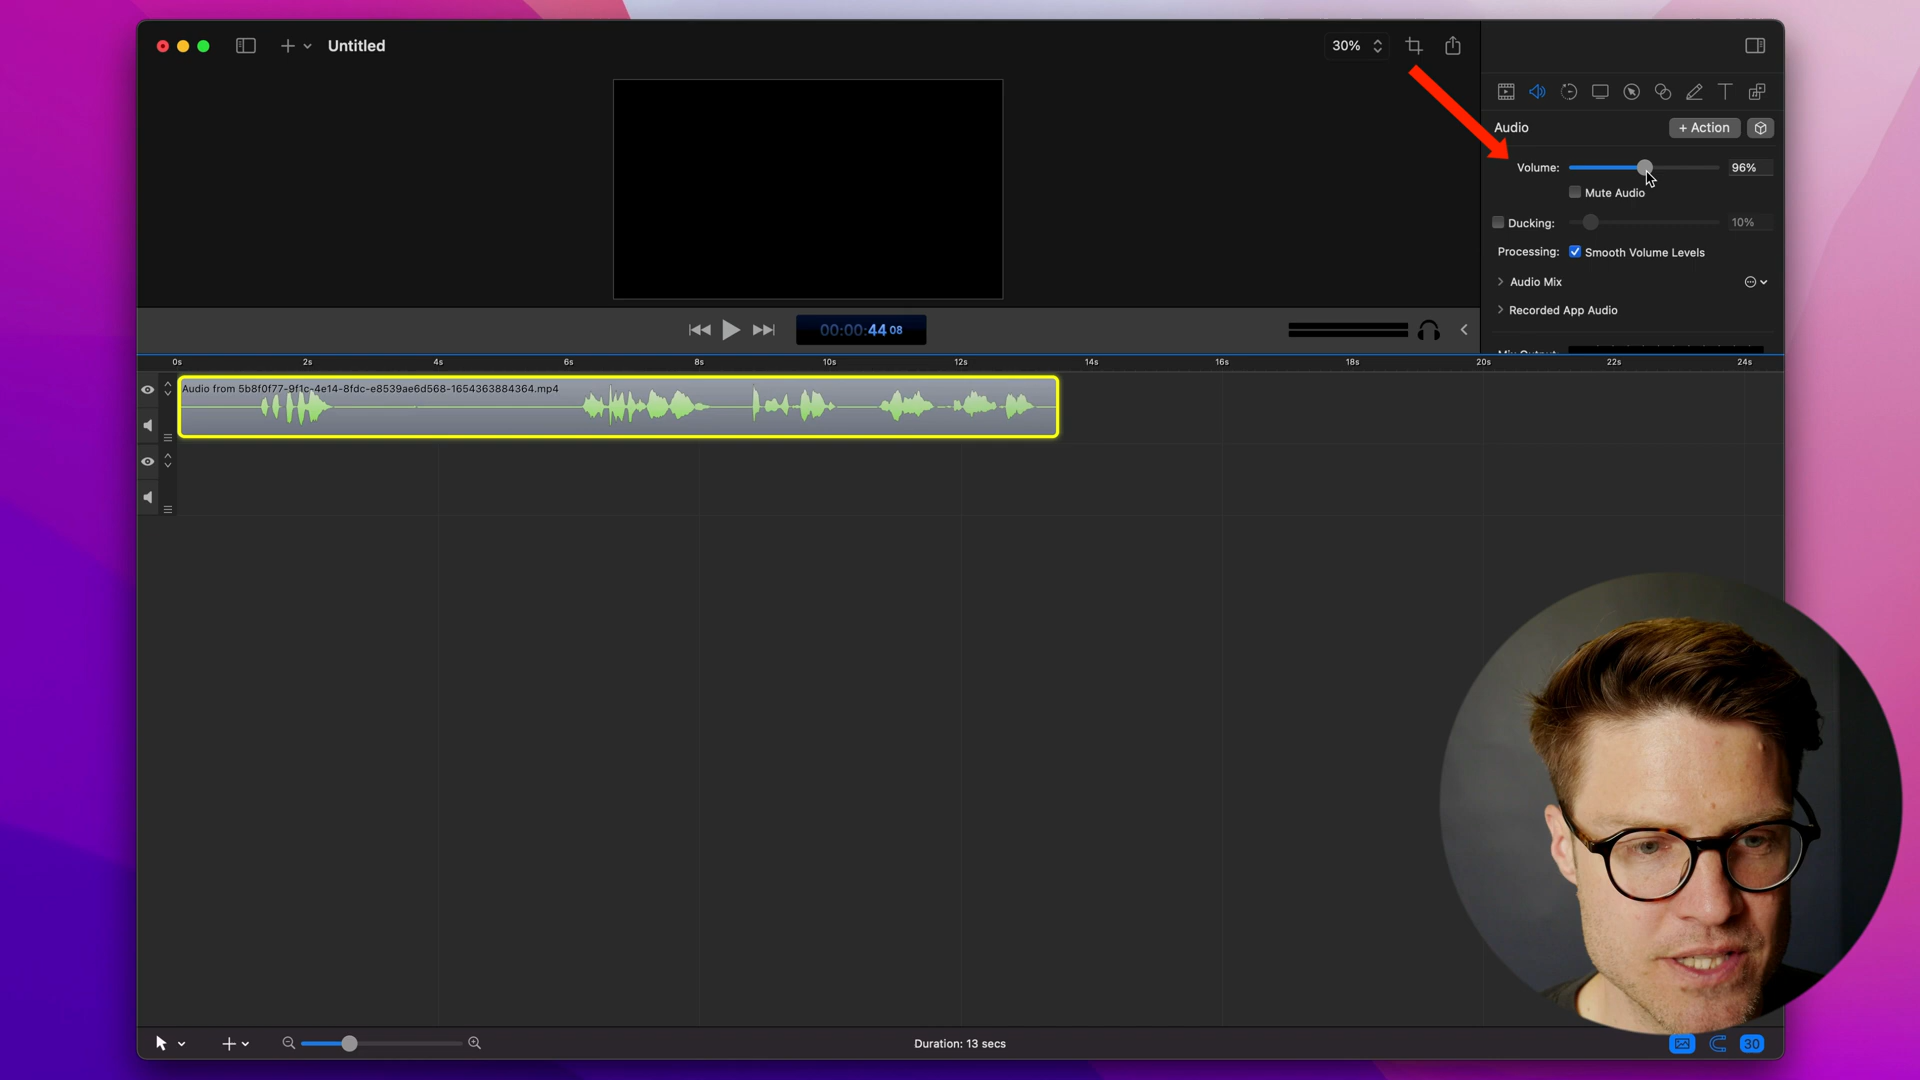 Untitled
30%
Audio
+ Action
Volume:
96%
Mute Audio
Ducking:
10%
Processing:
Smooth Volume Levels
Audio Mix
Recorded App Audio
00:00:44 08
0s 2s 4s 6s 8s 10s 12s 14s 16s 18s 20s 22s 24s
Audio from 5b8f0f77-9f1c-4e14-8fdc-e8539ae6d568-1654363884364.mp4
Duration: 13 secs
30